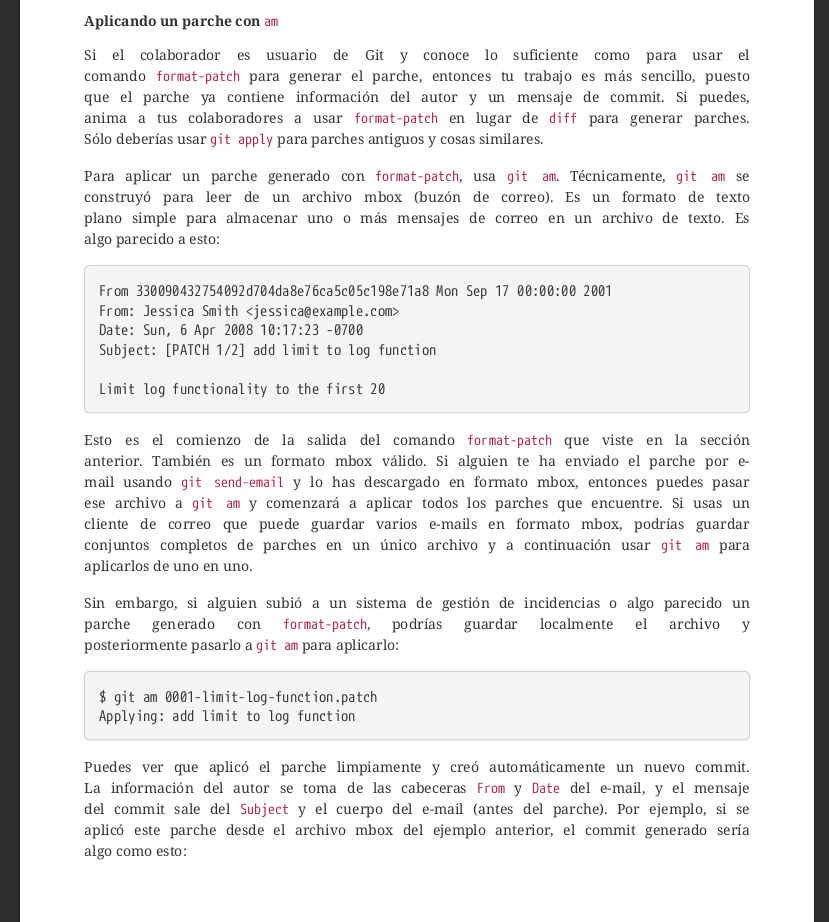 Aplicando un parche con am
Si el colaborador es usuario de Git y conoce lo suficiente como para usar el
comando format-patch para generar el parche, entonces tu trabajo es más sencillo, puesto
que el parche ya contiene información del autor y un mensaje de commit. Si puedes,
anima a tus colaboradores a usar format-patch en lugar de diff para generar parches.
Sólo deberías usar git apply para parches antiguos y cosas similares.
Para aplicar un parche generado con format-patch, usa git am. Técnicamente, git am se
construyó para leer de un archivo mbox (buzón de correo). Es un formato de texto
plano simple para almacenar uno o más mensajes de correo en un archivo de texto. Es
algo parecido a esto:
From 330090432754092d704da8e76ca5c05c198e71a8 Mon Sep 17 00:00:00 2001
From: Jessica Smith <jessica@example.com>
Date: Sun, 6 Apr 2008 10:17:23 -0700
Subject: [PATCH 1/2] add limit to log function
Limit log functionality to the first 20
Esto es el comienzo de la salida del comando format-patch que viste en la sección
anterior. También es un formato mbox válido. Si alguien te ha enviado el parche por e-
mail usando git send-email y lo has descargado en formato mbox, entonces puedes pasar
ese archivo a git am y comenzará a aplicar todos los parches que encuentre. Si usas un
cliente de correo que puede guardar varios e-mails en formato mbox, podrías guardar
conjuntos completos de parches en un único archivo y a continuación usar git am para
aplicarlos de uno en uno.
Sin embargo, si alguien subió a un sistema de gestión de incidencias o algo parecido un
parche generado con format-patch, podrías guardar localmente el archivo y
posteriormente pasarlo a git am para aplicarlo:
$ git am 0001-limit-log-function.patch
Applying: add limit to log function
Puedes ver que aplicó el parche limpiamente y creó automáticamente un nuevo commit.
La información del autor se toma de las cabeceras From y Date del e-mail, y el mensaje
del commit sale del Subject y el cuerpo del e-mail (antes del parche). Por ejemplo, si se
aplicó este parche desde el archivo mbox del ejemplo anterior, el commit generado sería
algo como esto: